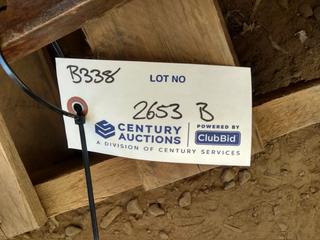 B338
LOT NO
2653 B
CENTURY AUCTIONS
POWERED BY
ClubBid
A DIVISION OF CENTURY SERVICES